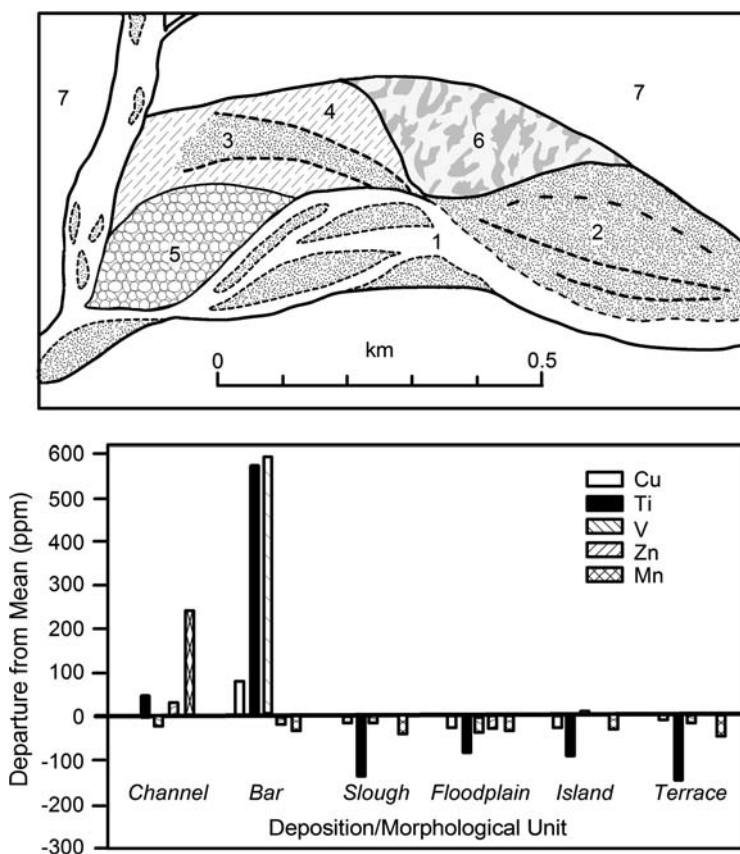 7
4
7
3
6
5
1
2
km
0
0.5
600
500
400
300
200
100
0
-100
-200
-300
Departure from Mean (ppm)
Cu
Ti
V
Zn
Mn
Channel Bar Slough Floodplain Island Terrace
Deposition/Morphological Unit